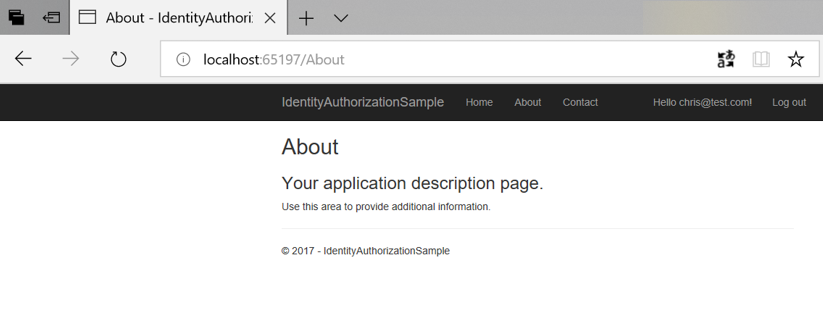 About - IdentityAuthori
localhost:65197/About
IdentityAuthorizationSample Home About Contact Hello chris@test.com! Log out
About
Your application description page.
Use this area to provide additional information.
© 2017 - IdentityAuthorizationSample